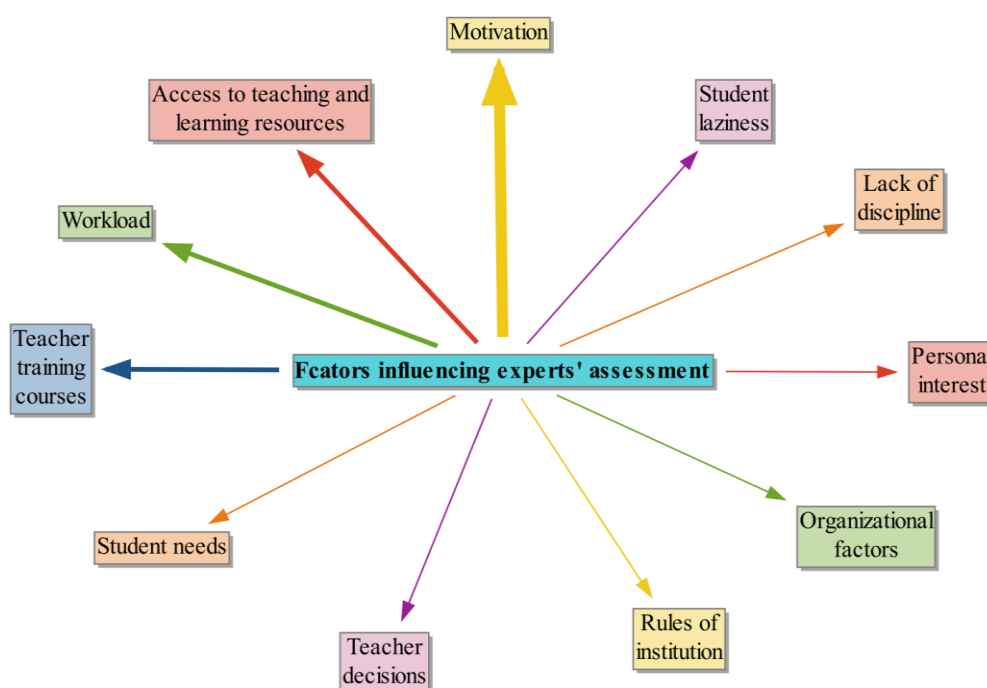 Motivation
Access to teaching and
learning resources
Student
laziness
Lack of
discipline
Workload
Teacher
training
courses
Fcators influencing experts' assessment
Personal
interest
Student needs
Organizational
factors
Teacher
decisions
Rules of
institution